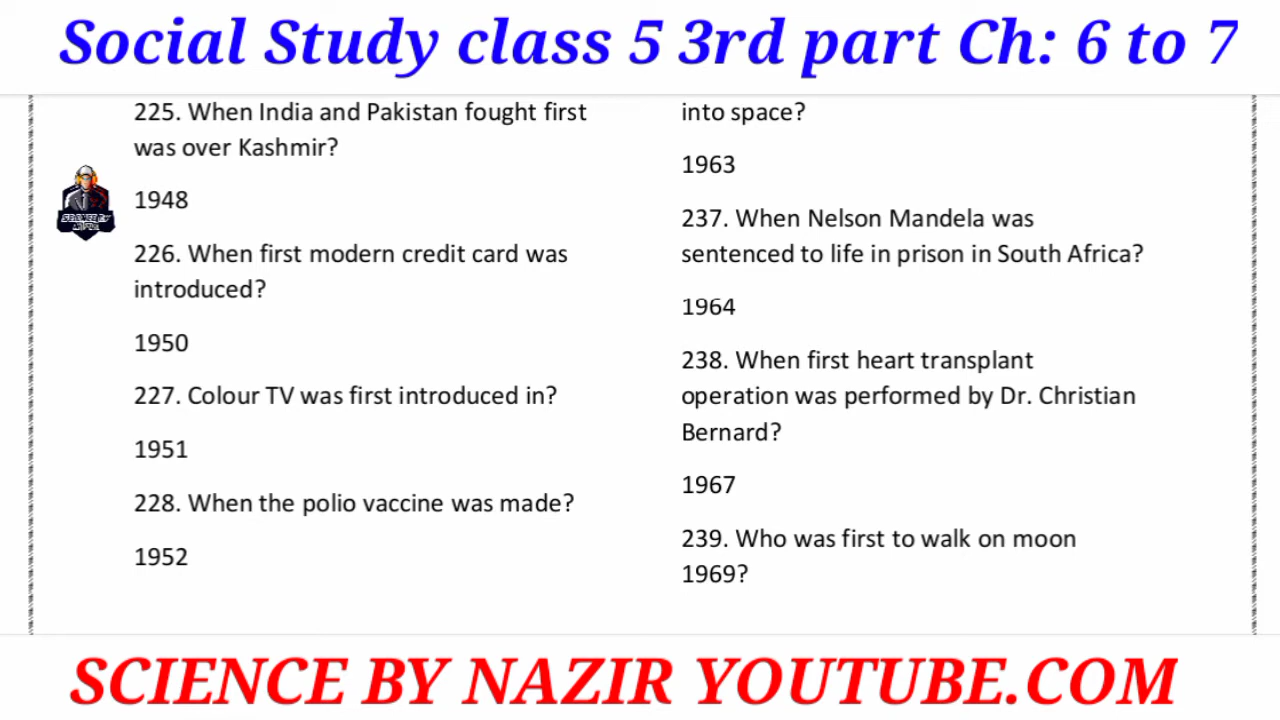 Social Study class 5 3rd part Ch: 6 to 7
225. When India and Pakistan fought first
was over Kashmir?
1948
226. When first modern credit card was
introduced?
1950
227. Colour TV was first introduced in?
1951
228. When the polio vaccine was made?
1952
into space?
1963
237. When Nelson Mandela was
sentenced to life in prison in South Africa?
1964
238. When first heart transplant
operation was performed by Dr. Christian
Bernard?
1967
239. Who was first to walk on moon
1969?
SCIENCE BY NAZIR YOUTUBE.COM